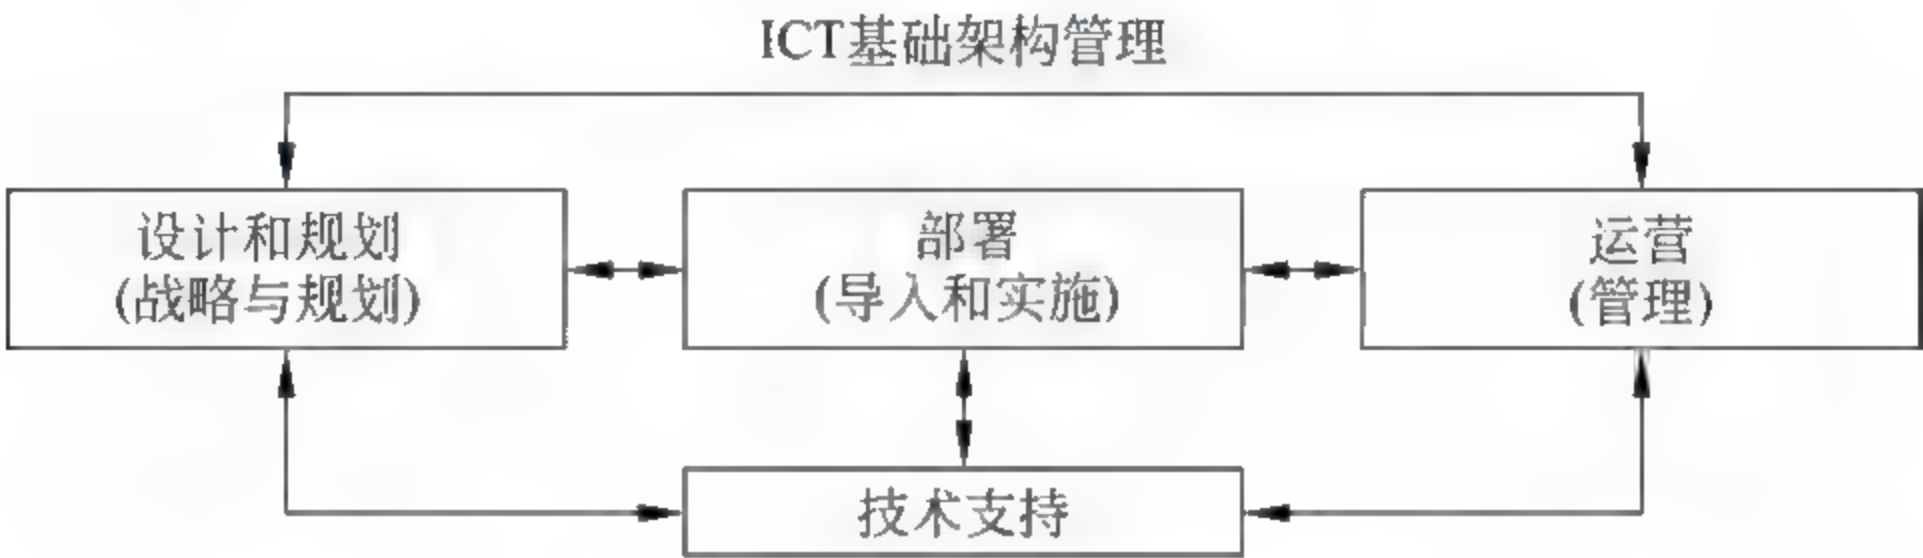 ICT基础架构管理
设计和规划
(战略与规划)
部署
(导入和实施)
运营
(管理)
技术支持